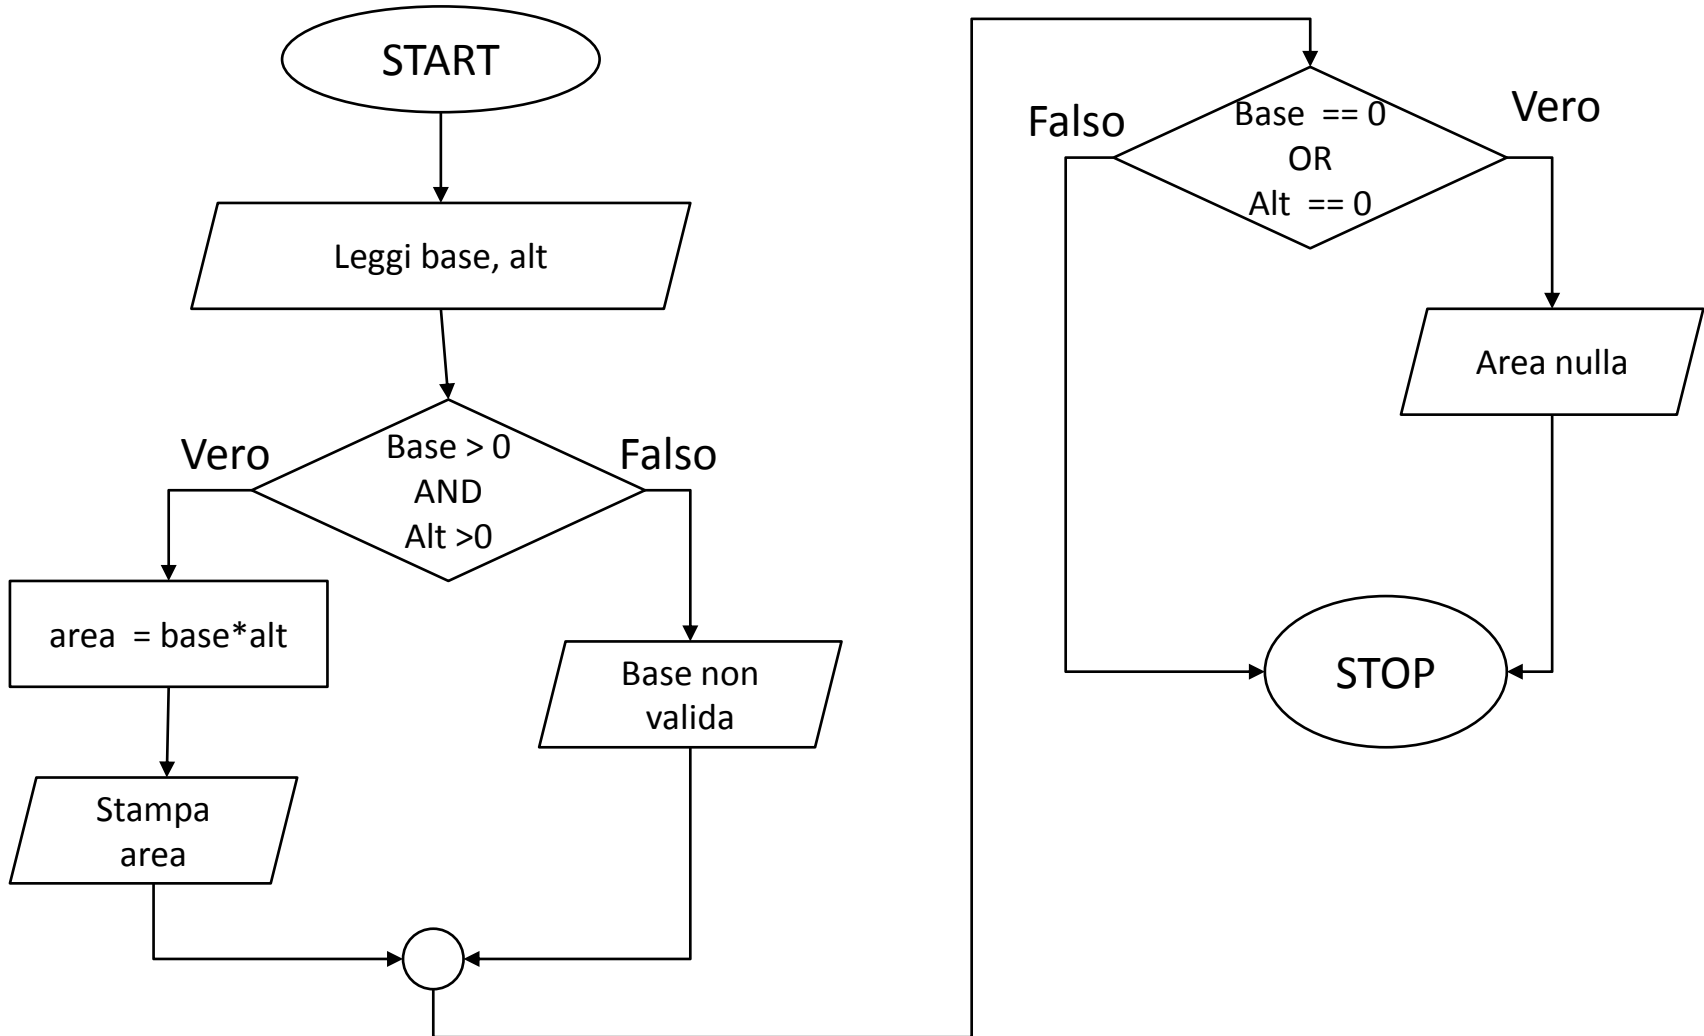 START
Leggi base, alt
Vero
Base > 0
AND
Alt >0
Falso
area = base*alt
Base non
valida
Stampa
area
Falso
Base == 0
OR
Alt == 0
Vero
Area nulla
STOP